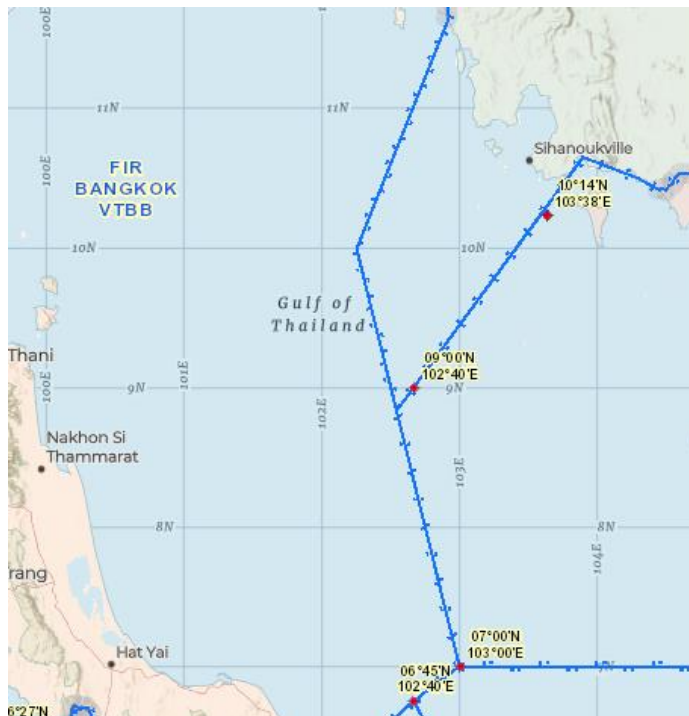 100E
11N
11N
100E
Sihanoukville
FIR
BANGKOK
VTBB
10°14'N
103°38'E
10N
10N
Gulf of
Thailand
Thani
101E
102E
100E
09°00'N
102°40'E
9N
9N
Nakhon Si
Thammarat
103E
8N
8N
104E
rang
07°00'N
103°00'E
Hat Yai
06°45'N
102°40'E
6°27'N